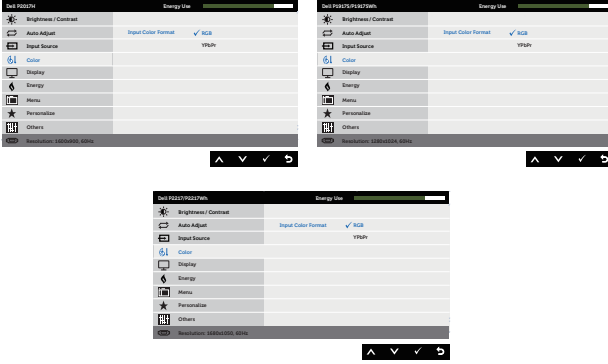 Dell P2017H Energy Use
Brightness / Contrast
Auto Adjust Input Color Format ✓ RGB
Input Source YPbPr
Color
Display
Energy
Menu
Personalize
Others
Resolution: 1600x900, 60Hz
Dell P1917S/P1917SWh Energy Use
Brightness / Contrast
Auto Adjust Input Color Format ✓ RGB
Input Source YPbPr
Color
Display
Energy
Menu
Personalize
Others
Resolution: 1280x1024, 60Hz
Dell P2217/P2217Wh Energy Use
Brightness / Contrast
Auto Adjust Input Color Format ✓ RGB
Input Source YPbPr
Color
Display
Energy
Menu
Personalize
Others
Resolution: 1680x1050, 60Hz